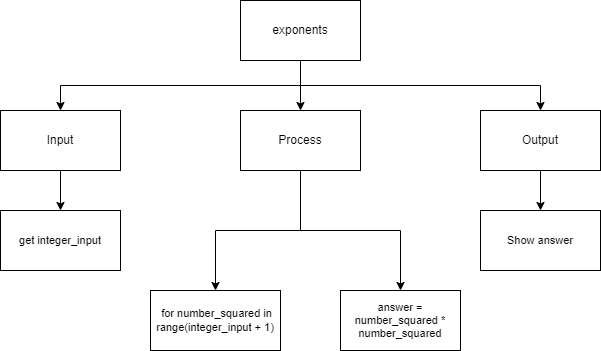 exponents
Input
Process
Output
get integer_input
Show answer
for number_squared in
range(integer_input + 1)
answer =
number_squared *
number_squared